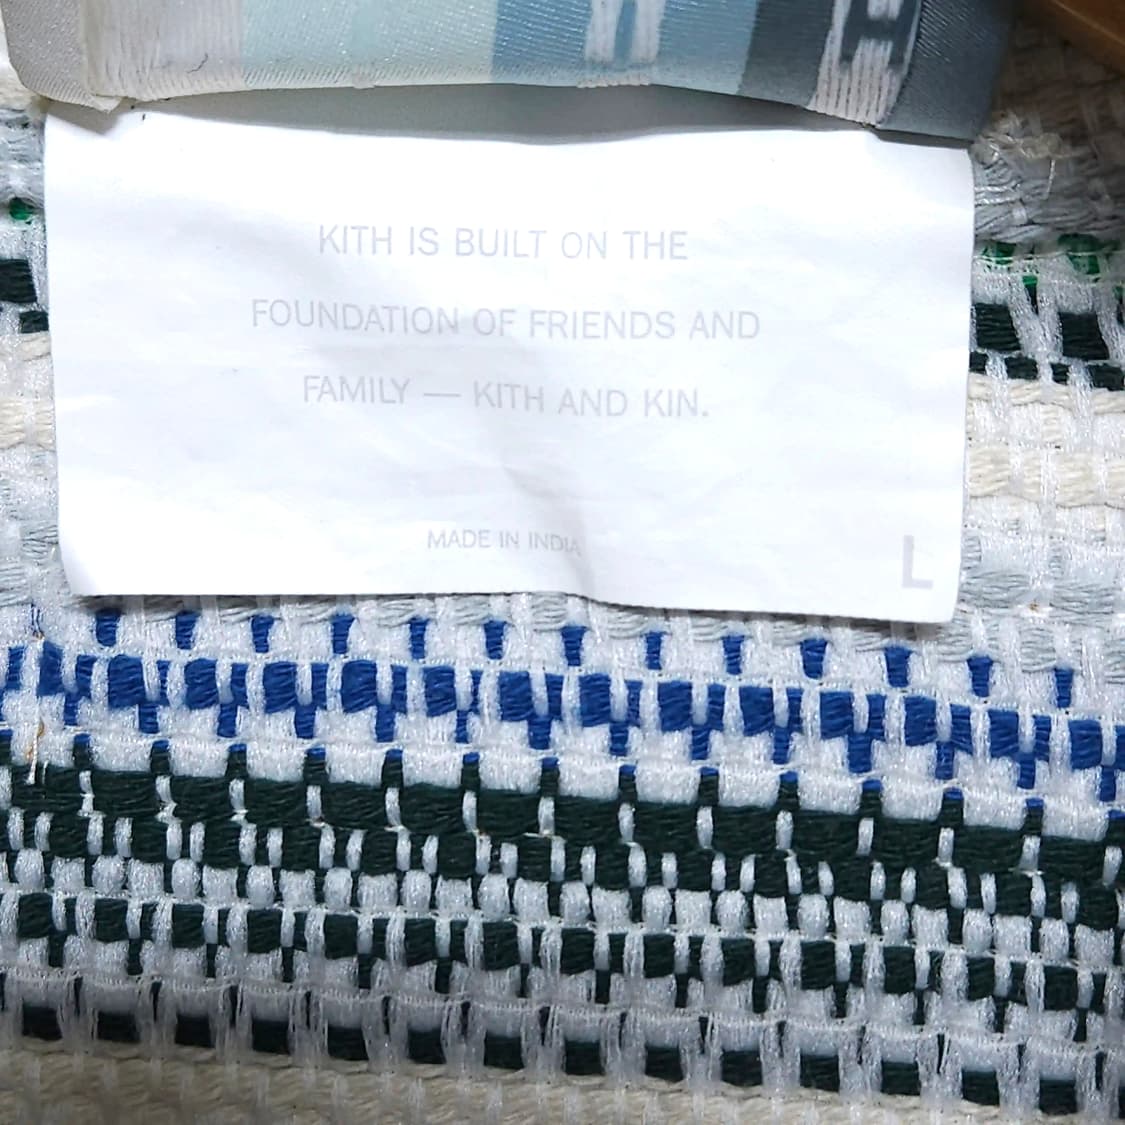 KITH IS BUILT ON THE
FOUNDATION OF FRIENDS AND
FAMILY — KITH AND KIN.
MADE IN INDIA
L